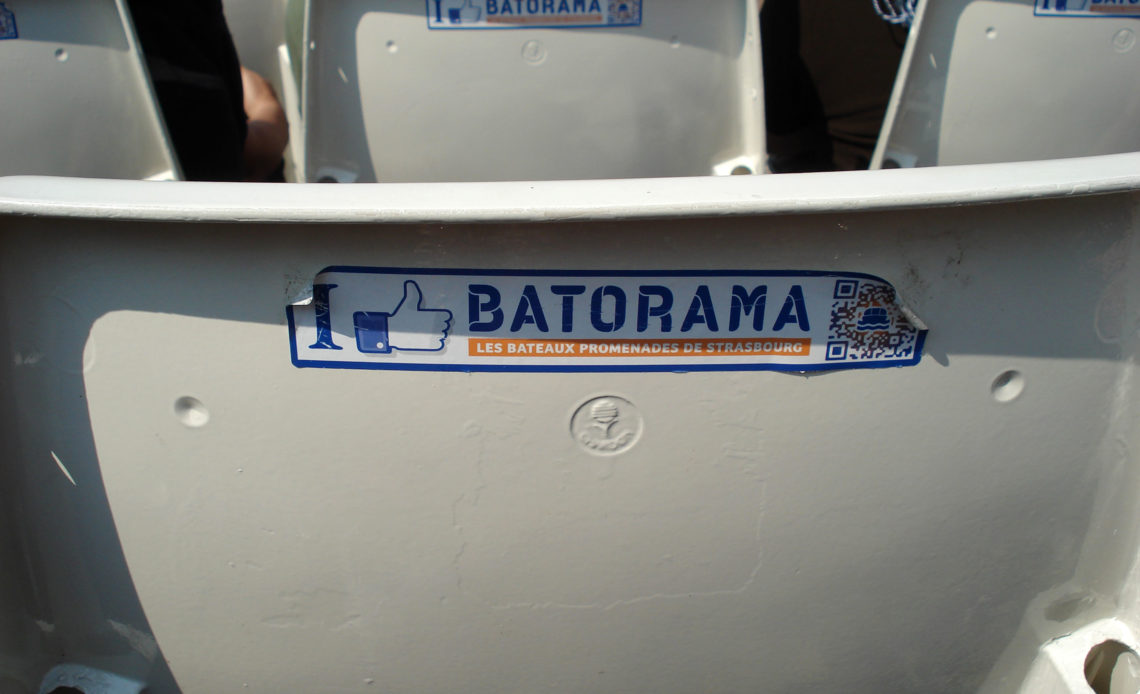 BATORAMA
I BATORAMA
LES BATEAUX PROMENADES DE STRASBOURG